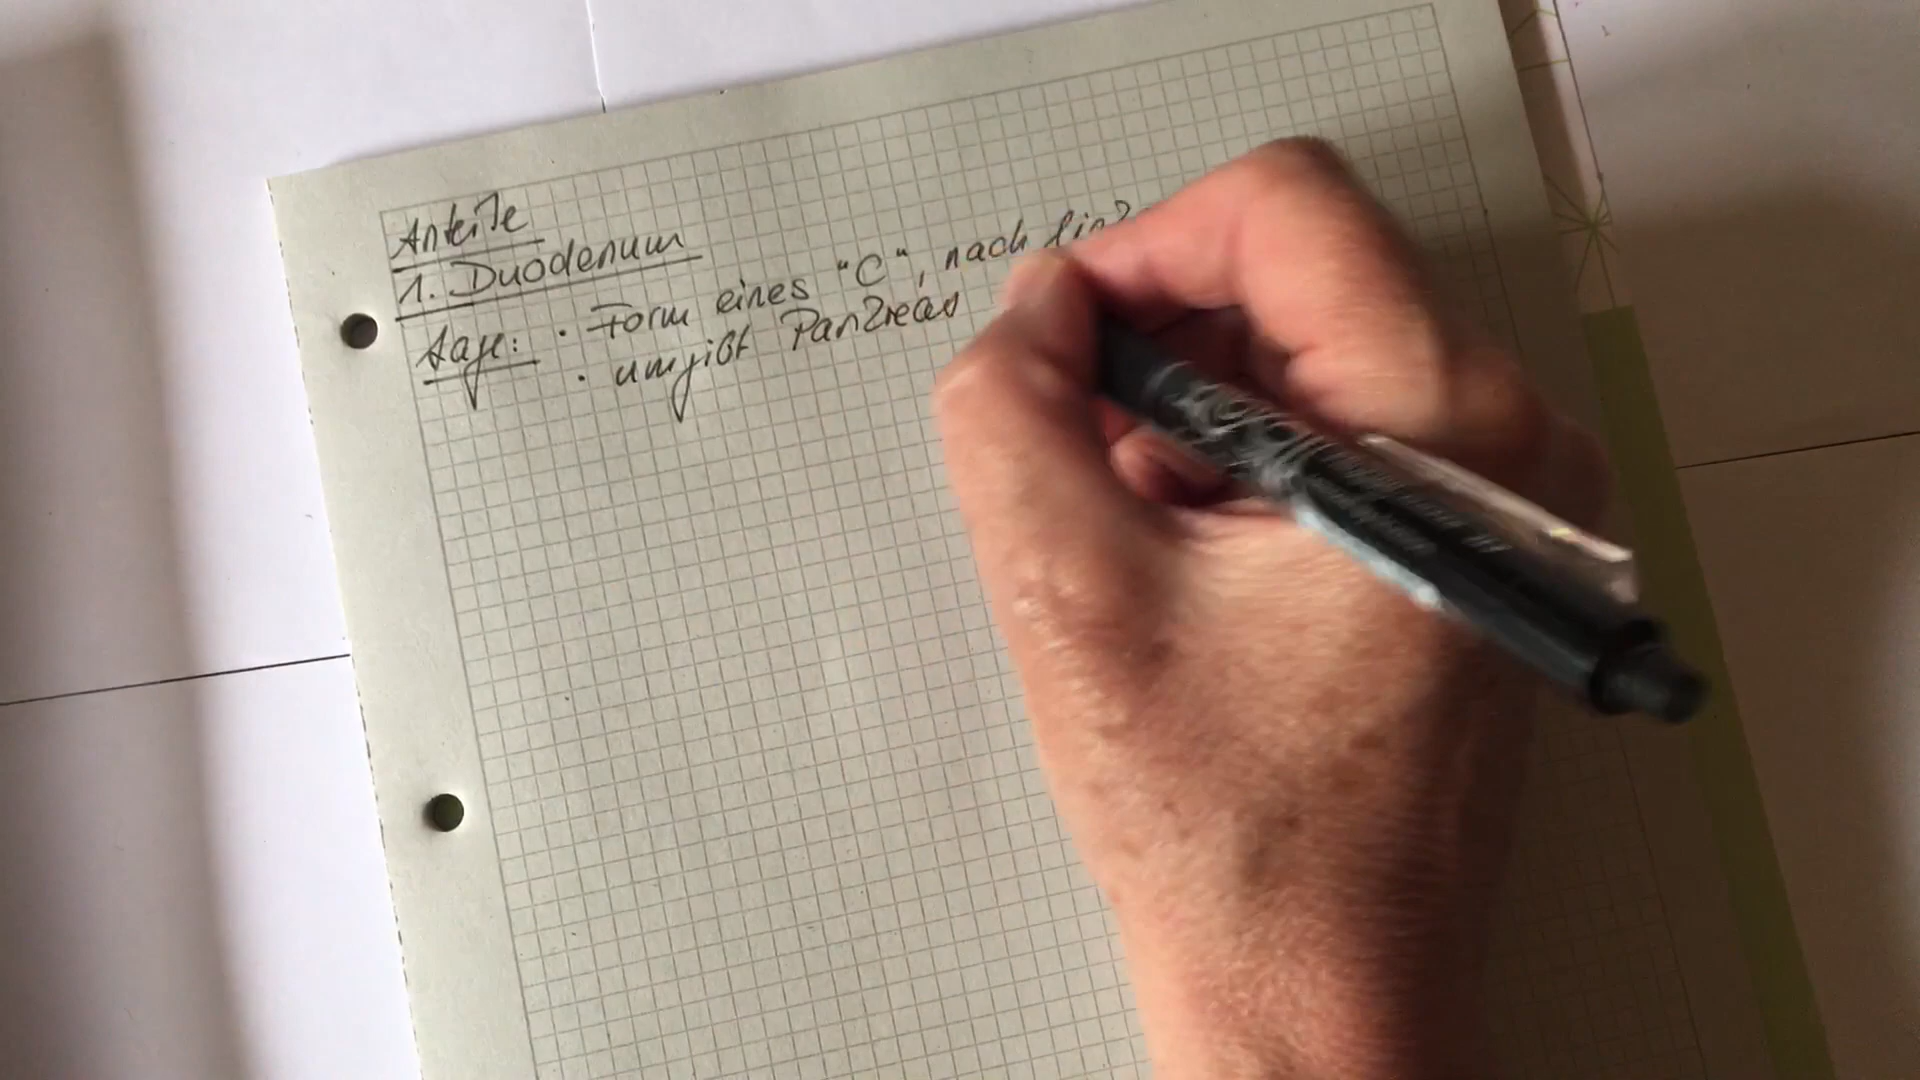 Anteile
1. Duodenum
Lage: · Form eines "C", nach
· umgibt Pankreas